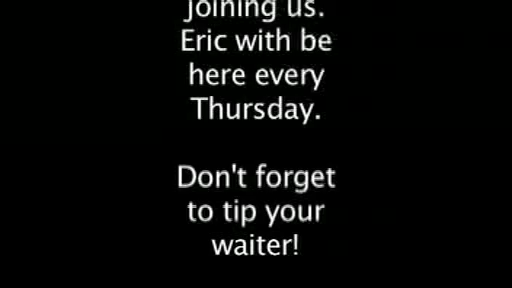 joining us.
Eric with be
here every
Thursday.
Don't forget
to tip your
waiter!